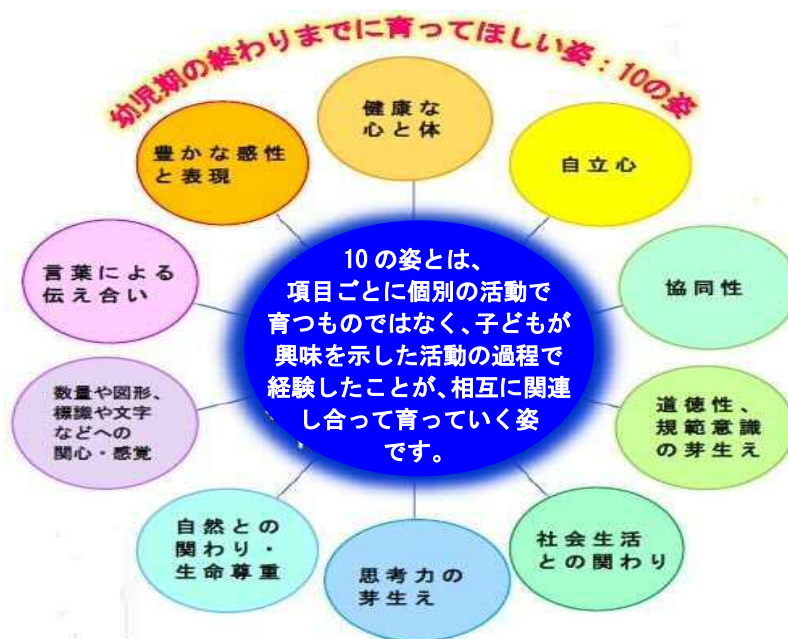 幼児期の終わりまでに育ってほしい姿：10の姿
健康な
心と体
自立心
協同性
道徳性、
規範意識
の芽生え
社会生活
との関わり
思考力の
芽生え
自然との
関わり・
生命尊重
数量や図形、
標識や文字
などへの
関心・感覚
言葉による
伝え合い
豊かな感性
と表現
10の姿とは、
項目ごとに個別の活動で
育つものではなく、子どもが
興味を示した活動の過程で
経験したことが、相互に関連
し合って育っていく姿
です。